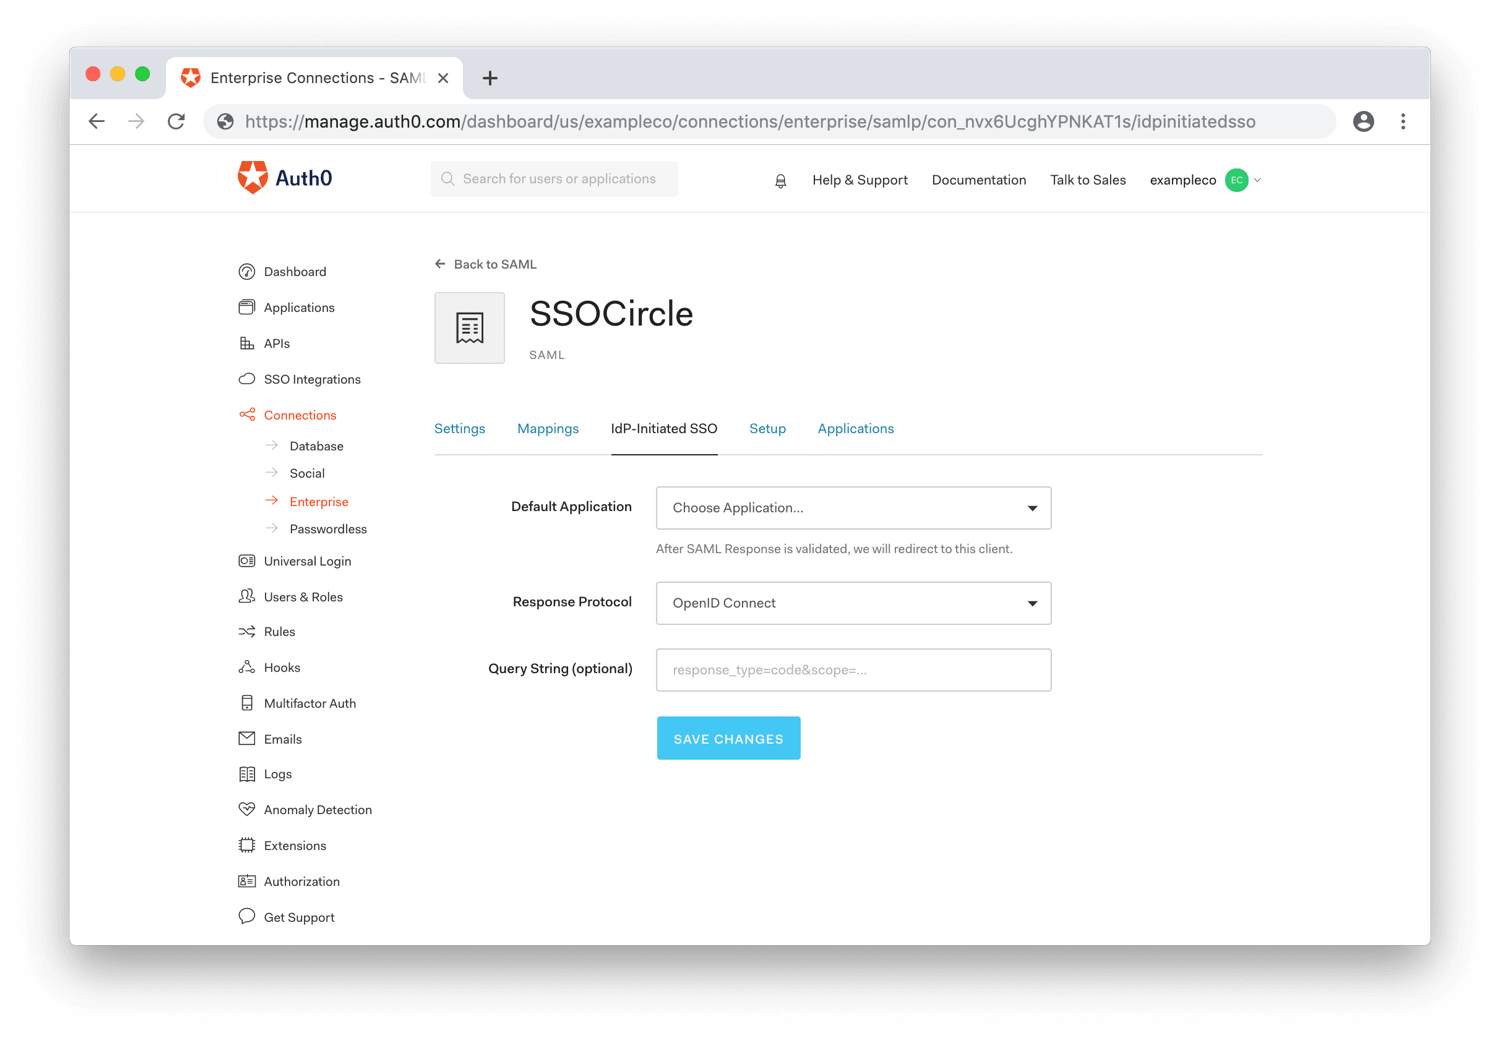 Enterprise Connections - SAML
https://manage.auth0.com/dashboard/us/exampleco/connections/enterprise/samlp/con_nvx6UcghYPNKAT1s/idpinitiatedsso
Auth0
Search for users or applications
Help & Support
Documentation
Talk to Sales
exampleco
EC
Dashboard
Applications
APIs
SSO Integrations
Connections
Database
Social
Enterprise
Passwordless
Universal Login
Users & Roles
Rules
Hooks
Multifactor Auth
Emails
Logs
Anomaly Detection
Extensions
Authorization
Get Support
Back to SAML
SSOCircle
SAML
Settings
Mappings
IdP-Initiated SSO
Setup
Applications
Default Application
Choose Application...
After SAML Response is validated, we will redirect to this client.
Response Protocol
OpenID Connect
Query String (optional)
response_type=code&scope=...
SAVE CHANGES